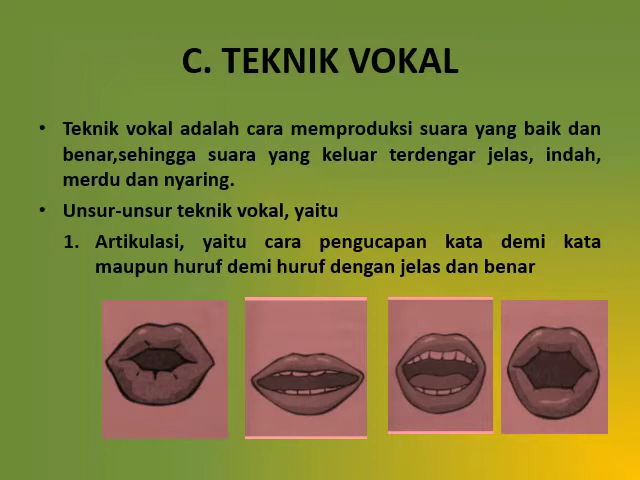 C. TEKNIK VOKAL
• Teknik vokal adalah cara memproduksi suara yang baik dan
benar,sehingga suara yang keluar terdengar jelas, indah,
merdu dan nyaring.
• Unsur-unsur teknik vokal, yaitu
1. Artikulasi, yaitu cara pengucapan kata demi kata
maupun huruf demi huruf dengan jelas dan benar